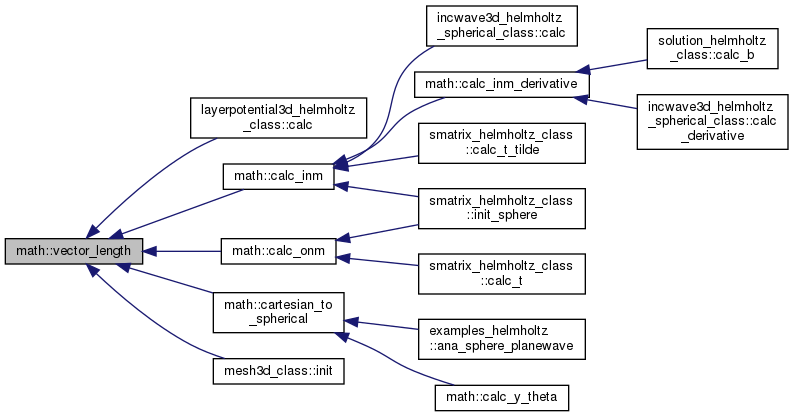 incwave3d_helmholtz
_spherical_class::calc
solution_helmholtz
_class::calc_b
math::calc_inm_derivative
layerpotential3d_helmholtz
_class::calc
incwave3d_helmholtz
_spherical_class::calc
_derivative
smatrix_helmholtz_class
::calc_t_tilde
math::calc_inm
smatrix_helmholtz_class
::init_sphere
math::vector_length
math::calc_onm
smatrix_helmholtz_class
::calc_t
math::cartesian_to
_spherical
examples_helmholtz
::ana_sphere_planewave
mesh3d_class::init
math::calc_y_theta